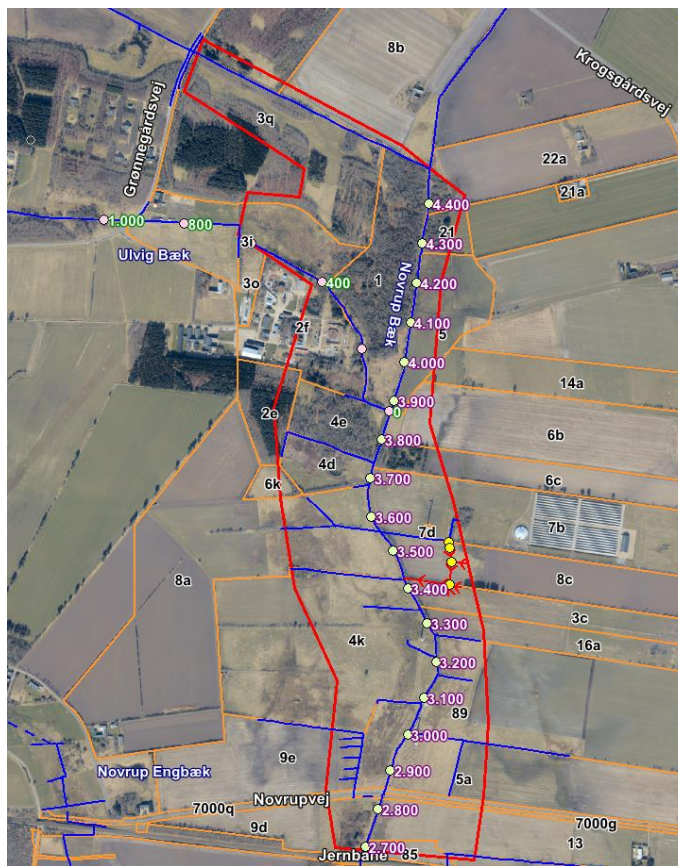 8b
Krogsgårdsvej
Grønnegårdsvej
3q
22a
21a
4.400
1.000
800
21
4.300
3i
Ulvig Bæk
400
1
Novrup Bæk
4.200
3o
2f
4.100
5
4.000
14a
3.900
0
2e
4e
3.800
6b
4d
3.700
6c
6k
3.600
7d
7b
3.500
8a
8c
3.400
3c
3.300
4k
16a
3.200
3.100
89
3.000
9e
2.900
Novrup Engbæk
5a
Novrupvej
7000q
2.800
7000g
9d
13
2.700
Jernbane
85